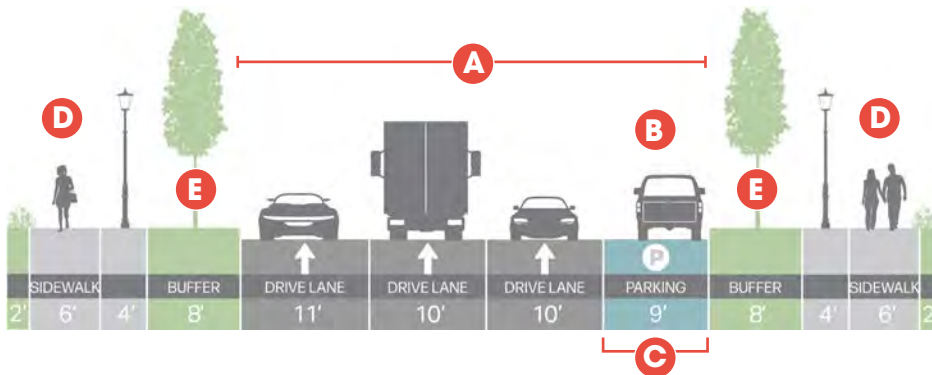 A
D
B
D
E
E
P
SIDEWALK BUFFER DRIVE LANE DRIVE LANE DRIVE LANE PARKING BUFFER SIDEWALK
2' 6' 4' 8' 11' 10' 10' 9' 8' 4' 6' 2
C